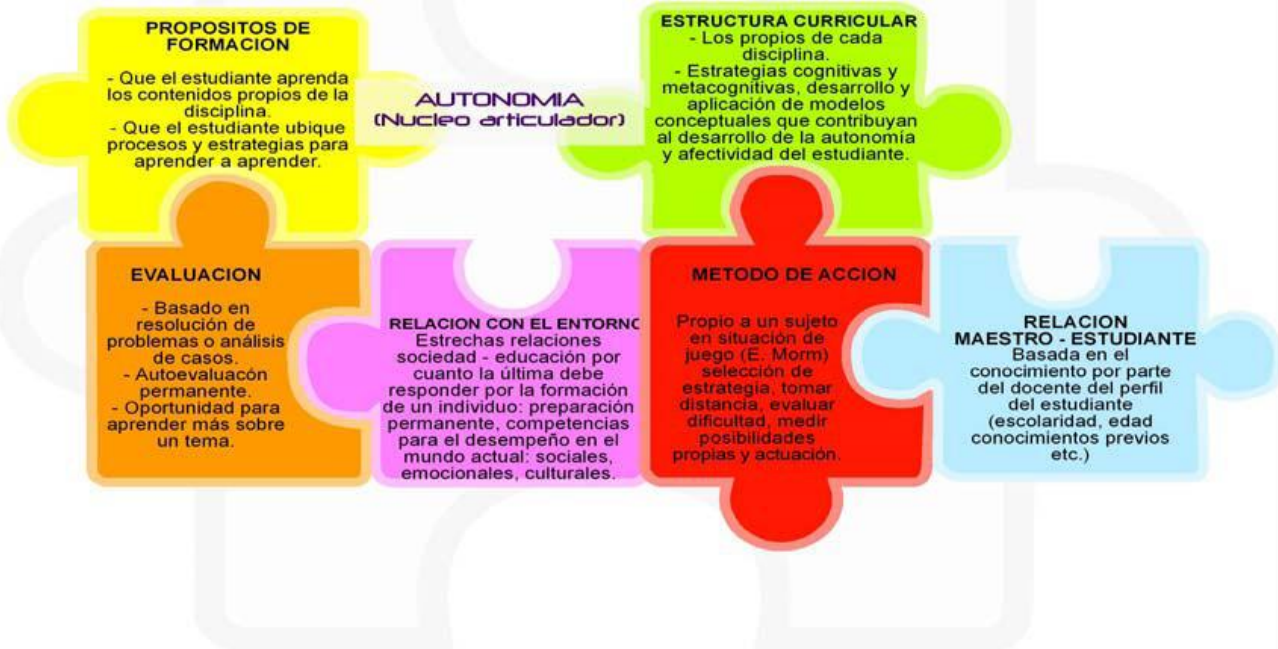 PROPOSITOS DE
FORMACION
- Que el estudiante aprenda
los contenidos propios de la
disciplina.
- Que el estudiante ubique
procesos y estrategias para
aprender a aprender.
AUTONOMIA
(Nucleo articulador)
ESTRUCTURA CURRICULAR
- Los propios de cada
disciplina.
- Estrategias cognitivas y
metacognitivas, desarrollo y
aplicación de modelos
conceptuales que contribuyan
al desarrollo de la autonomía
y afectividad del estudiante.
EVALUACION
- Basado en
resolución de
problemas o análisis
de casos.
- Autoevaluacón
permanente.
- Oportunidad para
aprender más sobre
un tema.
RELACION CON EL ENTORNO
Estrechas relaciones
sociedad - educación por
cuanto la última debe
responder por la formación
de un individuo: preparación
permanente, competencias
para el desempeño en el
mundo actual: sociales,
emocionales, culturales.
METODO DE ACCION
Propio a un sujeto
en situación de
juego (E. Morm)
selección de
estrategia, tomar
distancia, evaluar
dificultad, medir
posibilidades
propias y actuación.
RELACION
MAESTRO - ESTUDIANTE
Basada en el
conocimiento por parte
del docente del perfil
del estudiante
(escolaridad, edad
conocimientos previos
etc.)